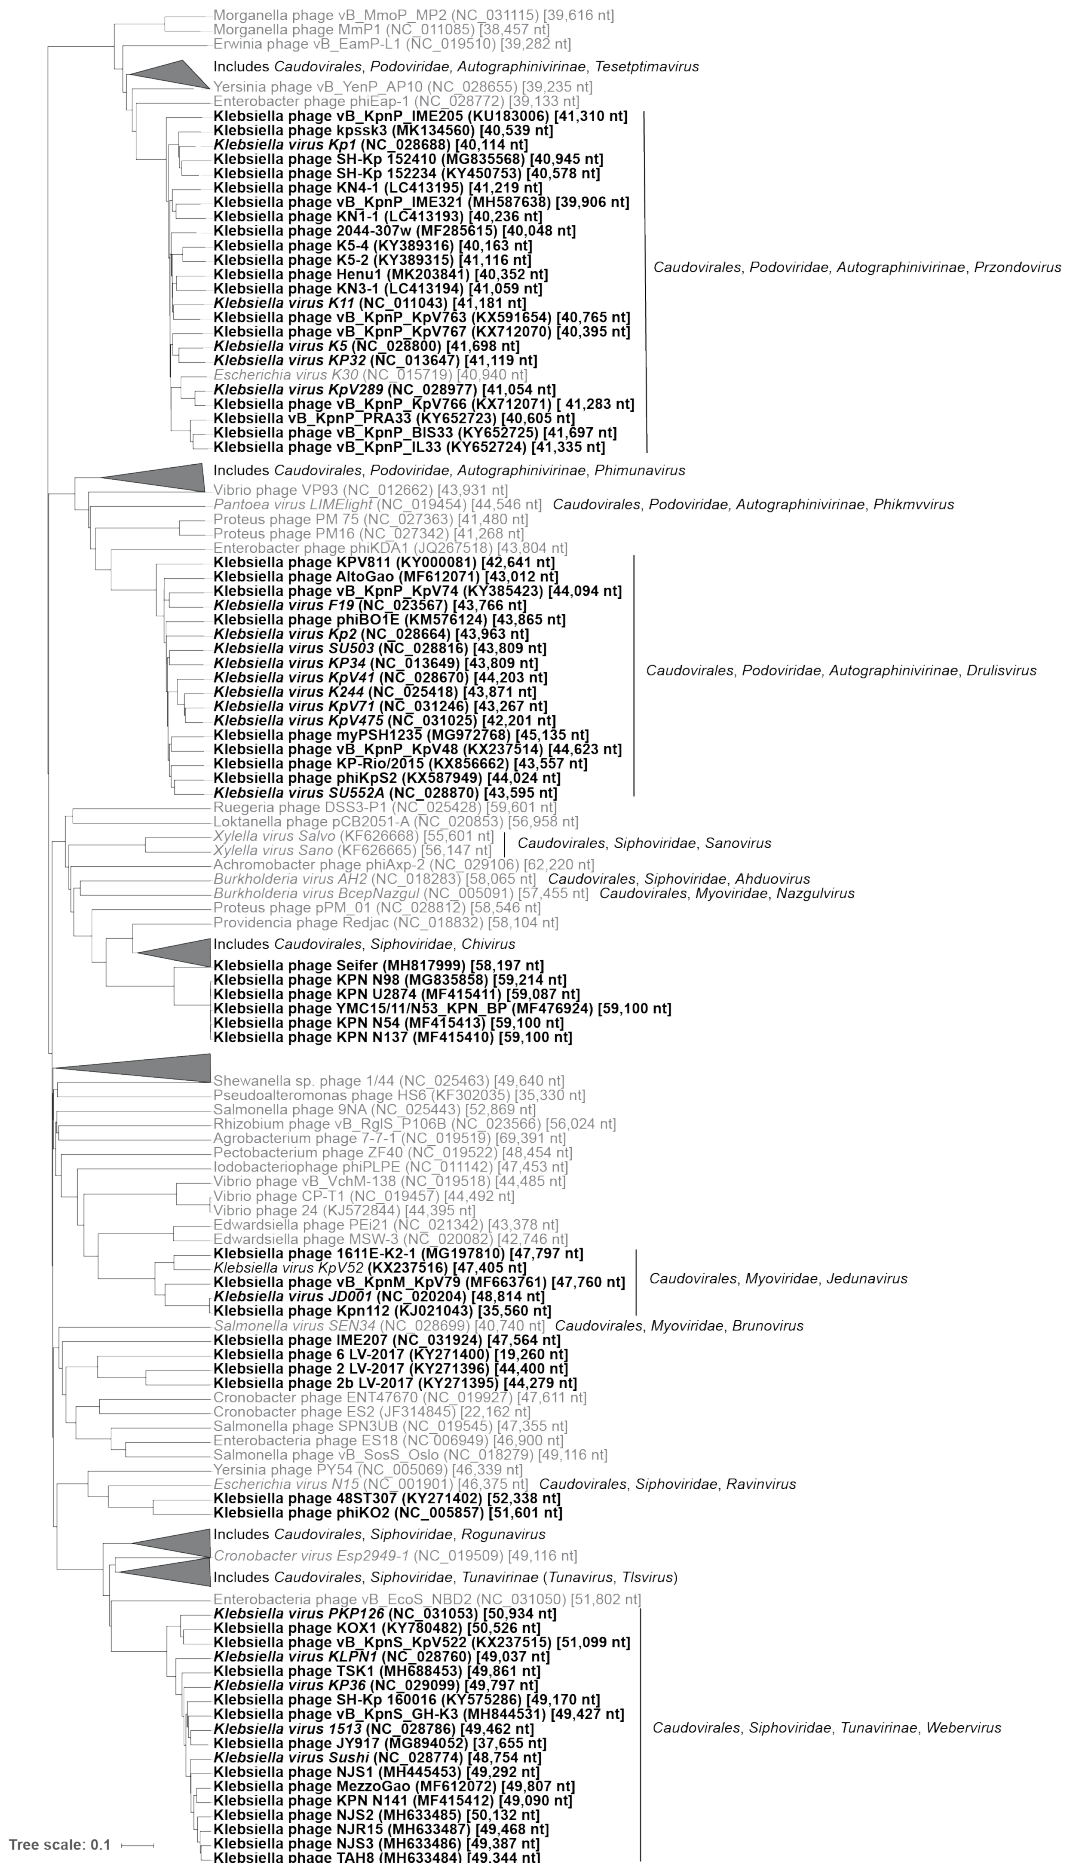 Morganella phage vB_MmoP_MP2 (NC_031115) [39,616 nt]
Morganella phage MmP1 (NC_011085) [38,457 nt]
Erwinia phage vB_EamP-L1 (NC_019510) [39,282 nt]
Includes Caudovirales, Podoviridae, Autographinivirinae, Tesetptimavirus
Yersinia phage vB_YenP_AP10 (NC_028655) [39,235 nt]
Enterobacter phage phiEap-1 (NC_028772) [39,133 nt]
Klebsiella phage vB_KpnP_IME205 (KU183006) [41,310 nt]
Klebsiella phage kpssk3 (MK134560) [40,539 nt]
Klebsiella virus Kp1 (NC_028688) [40,114 nt]
Klebsiella phage SH-Kp 152410 (MG835568) [40,945 nt]
Klebsiella phage SH-Kp 152234 (KY450753) [40,578 nt]
Klebsiella phage KN4-1 (LC413195) [41,219 nt]
Klebsiella phage vB_KpnP_IME321 (MH587638) [39,906 nt]
Klebsiella phage KN1-1 (LC413193) [40,236 nt]
Klebsiella phage 2044-307w (MF285615) [40,048 nt]
Klebsiella phage K5-4 (KY389316) [40,163 nt]
Klebsiella phage K5-2 (KY389315) [41,116 nt]
Klebsiella phage Henu1 (MK203841) [40,352 nt]
Caudovirales, Podoviridae, Autographinivirinae, Przondovirus
Klebsiella phage KN3-1 (LC413194) [41,059 nt]
Klebsiella virus K11 (NC_011043) [41,181 nt]
Klebsiella phage vB_KpnP_KpV763 (KX591654) [40,765 nt]
Klebsiella phage vB_KpnP_KpV767 (KX712070) [40,395 nt]
Klebsiella virus K5 (NC_028800) [41,698 nt]
Klebsiella virus KP32 (NC_013647) [41,119 nt]
Escherichia virus K30 (NC_015719) [40,940 nt]
Klebsiella virus KpV289 (NC_028977) [41,054 nt]
Klebsiella phage vB_KpnP_KpV766 (KX712071) [ 41,283 nt]
Klebsiella vB_KpnP_PRA33 (KY652723) [40,605 nt]
Klebsiella phage vB_KpnP_BIS33 (KY652725) [41,697 nt]
Klebsiella phage vB_KpnP_IL33 (KY652724) [41,335 nt]
Includes Caudovirales, Podoviridae, Autographinivirinae, Phimunavirus
Vibrio phage VP93 (NC_012662) [43,931 nt]
Pantoea virus LIMElight (NC_019454) [44,546 nt] Caudovirales, Podoviridae, Autographinivirinae, Phikmvvirus
Proteus phage PM 75 (NC_027363) [41,480 nt]
Proteus phage PM16 (NC_027342) [41,268 nt]
Enterobacter phage phiKDA1 (JQ267518) [43,804 nt]
Klebsiella phage KPV811 (KY000081) [42,641 nt]
Klebsiella phage AltoGao (MF612071) [43,012 nt]
Klebsiella phage vB_KpnP_KpV74 (KY385423) [44,094 nt]
Klebsiella virus F19 (NC_023567) [43,766 nt]
Klebsiella phage phiBO1E (KM576124) [43,865 nt]
Klebsiella virus Kp2 (NC_028664) [43,963 nt]
Klebsiella virus SU503 (NC_028816) [43,809 nt]
Klebsiella virus KP34 (NC_013649) [43,809 nt]
Caudovirales, Podoviridae, Autographinivirinae, Drulisvirus
Klebsiella virus KpV41 (NC_028670) [44,203 nt]
Klebsiella virus K244 (NC_025418) [43,871 nt]
Klebsiella virus KpV71 (NC_031246) [43,267 nt]
Klebsiella virus KpV475 (NC_031025) [42,201 nt]
Klebsiella phage myPSH1235 (MG972768) [45,135 nt]
Klebsiella phage vB_KpnP_KpV48 (KX237514) [44,623 nt]
Klebsiella phage KP-Rio/2015 (KX856662) [43,557 nt]
Klebsiella phage phiKpS2 (KX587949) [44,024 nt]
Klebsiella virus SU552A (NC_028870) [43,595 nt]
Ruegeria phage DSS3-P1 (NC_025428) [59,601 nt]
Loktanella phage pCB2051-A (NC_020853) [56,958 nt]
Xylella virus Salvo (KF626668) [55,601 nt]
Caudovirales, Siphoviridae, Sanovirus
Xylella virus Sano (KF626665) [56,147 nt]
Achromobacter phage phiAxp-2 (NC_029106) [62,220 nt]
Burkholderia virus AH2 (NC_018283) [58,065 nt] Caudovirales, Siphoviridae, Ahduovirus
Burkholderia virus BcepNazgul (NC_005091) [57,455 nt] Caudovirales, Myoviridae, Nazgulvirus
Proteus phage pPM_01 (NC_028812) [58,546 nt]
Providencia phage Redjac (NC_018832) [58,104 nt]
Includes Caudovirales, Siphoviridae, Chivirus
Klebsiella phage Seifer (MH817999) [58,197 nt]
Klebsiella phage KPN N98 (MG835858) [59,214 nt]
Klebsiella phage KPN U2874 (MF415411) [59,087 nt]
Klebsiella phage YMC15/11/N53_KPN_BP (MF476924) [59,100 nt]
Klebsiella phage KPN N54 (MF415413) [59,100 nt]
Klebsiella phage KPN N137 (MF415410) [59,100 nt]
Shewanella sp. phage 1/44 (NC_025463) [49,640 nt]
Pseudoalteromonas phage HS6 (KF302035) [35,330 nt]
Salmonella phage 9NA (NC_025443) [52,869 nt]
Rhizobium phage vB_RglS_P106B (NC_023566) [56,024 nt]
Agrobacterium phage 7-7-1 (NC_019519) [69,391 nt]
Pectobacterium phage ZF40 (NC_019522) [48,454 nt]
Iodobacteriophage phiPLPE (NC_011142) [47,453 nt]
Vibrio phage vB_VchM-138 (NC_019518) [44,485 nt]
Vibrio phage CP-T1 (NC_019457) [44,492 nt]
Vibrio phage 24 (KJ572844) [44,395 nt]
Edwardsiella phage PEi21 (NC_021342) [43,378 nt]
Edwardsiella phage MSW-3 (NC_020082) [42,746 nt]
Klebsiella phage 1611E-K2-1 (MG197810) [47,797 nt]
Klebsiella virus KpV52 (KX237516) [47,405 nt]
Caudovirales, Myoviridae, Jedunavirus
Klebsiella phage vB_KpnM_KpV79 (MF663761) [47,760 nt]
Klebsiella virus JD001 (NC_020204) [48,814 nt]
Klebsiella phage Kpn112 (KJ021043) [35,560 nt]
Salmonella virus SEN34 (NC_028699) [40,740 nt] Caudovirales, Myoviridae, Brunovirus
Klebsiella phage IME207 (NC_031924) [47,564 nt]
Klebsiella phage 6 LV-2017 (KY271400) [19,260 nt]
Klebsiella phage 2 LV-2017 (KY271396) [44,400 nt]
Klebsiella phage 2b LV-2017 (KY271395) [44,279 nt]
Cronobacter phage ENT47670 (NC_019927) [47,611 nt]
Cronobacter phage ES2 (JF314845) [22,162 nt]
Salmonella phage SPN3UB (NC_019545) [47,355 nt]
Enterobacteria phage ES18 (NC 006949) [46,900 nt]
Salmonella phage vB_SosS_Oslo (NC_018279) [49,116 nt]
Yersinia phage PY54 (NC_005069) [46,339 nt]
Escherichia virus N15 (NC_001901) [46,375 nt] Caudovirales, Siphoviridae, Ravinvirus
Klebsiella phage 48ST307 (KY271402) [52,338 nt]
Klebsiella phage phiKO2 (NC_005857) [51,601 nt]
Includes Caudovirales, Siphoviridae, Rogunavirus
Cronobacter virus Esp2949-1 (NC_019509) [49,116 nt]
Includes Caudovirales, Siphoviridae, Tunavirinae (Tunavirus, Tlsvirus)
Enterobacteria phage vB_EcoS_NBD2 (NC_031050) [51,802 nt]
Klebsiella virus PKP126 (NC_031053) [50,934 nt]
Klebsiella phage KOX1 (KY780482) [50,526 nt]
Klebsiella phage vB_KpnS_KpV522 (KX237515) [51,099 nt]
Klebsiella virus KLPN1 (NC_028760) [49,037 nt]
Klebsiella phage TSK1 (MH688453) [49,861 nt]
Klebsiella virus KP36 (NC_029099) [49,797 nt]
Klebsiella phage SH-Kp 160016 (KY575286) [49,170 nt]
Klebsiella phage vB_KpnS_GH-K3 (MH844531) [49,427 nt]
Klebsiella virus 1513 (NC_028786) [49,462 nt]
Caudovirales, Siphoviridae, Tunavirinae, Webervirus
Klebsiella phage JY917 (MG894052) [37,655 nt]
Klebsiella virus Sushi (NC_028774) [48,754 nt]
Klebsiella phage NJS1 (MH445453) [49,292 nt]
Klebsiella phage MezzoGao (MF612072) [49,807 nt]
Klebsiella phage KPN N141 (MF415412) [49,090 nt]
Klebsiella phage NJS2 (MH633485) [50,132 nt]
Klebsiella phage NJR15 (MH633487) [49,468 nt]
Klebsiella phage NJS3 (MH633486) [49,387 nt]
Tree scale: 0.1
Klebsiella phage TAH8 (MH633484) [49,344 nt]